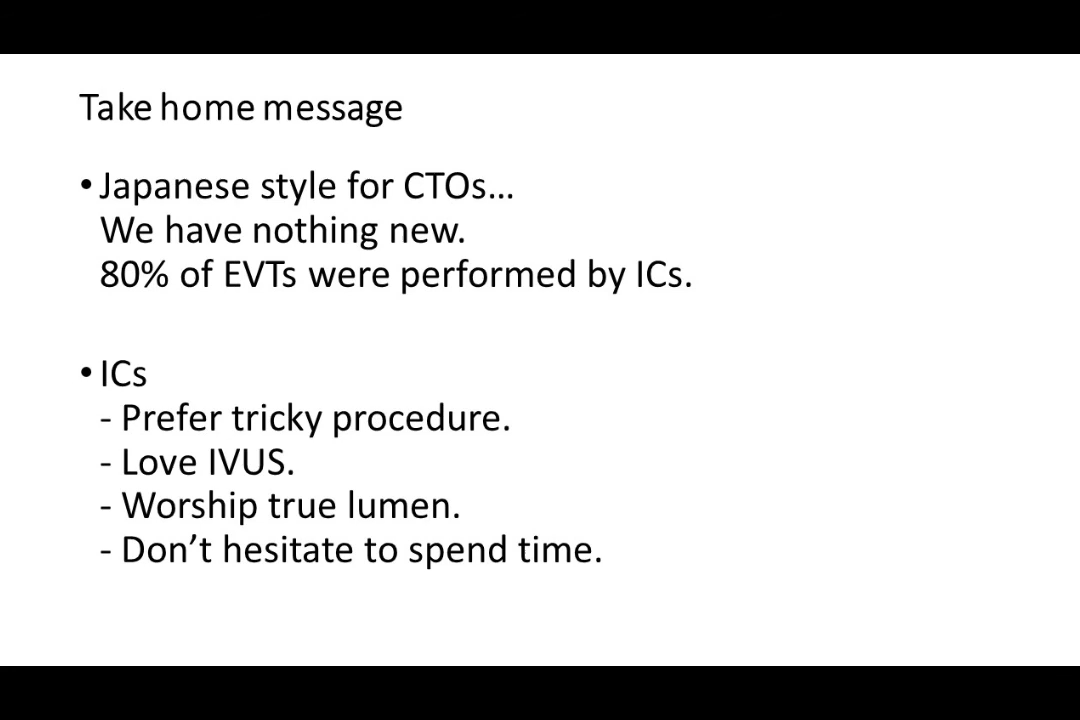 Take home message
• Japanese style for CTOs...
We have nothing new.
80% of EVTs were performed by ICs.
• ICs
- Prefer tricky procedure.
- Love IVUS.
- Worship true lumen.
- Don’t hesitate to spend time.